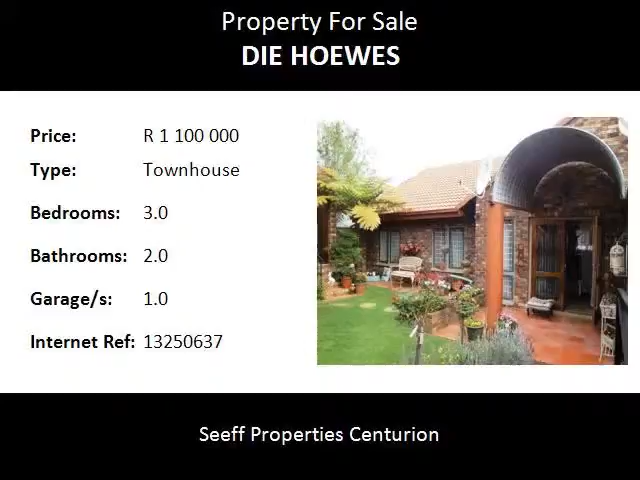 Property For Sale
DIE HOEWES
Price: R 1 100 000
Type: Townhouse
Bedrooms: 3.0
Bathrooms: 2.0
Garage/s: 1.0
Internet Ref: 13250637
Seeff Properties Centurion